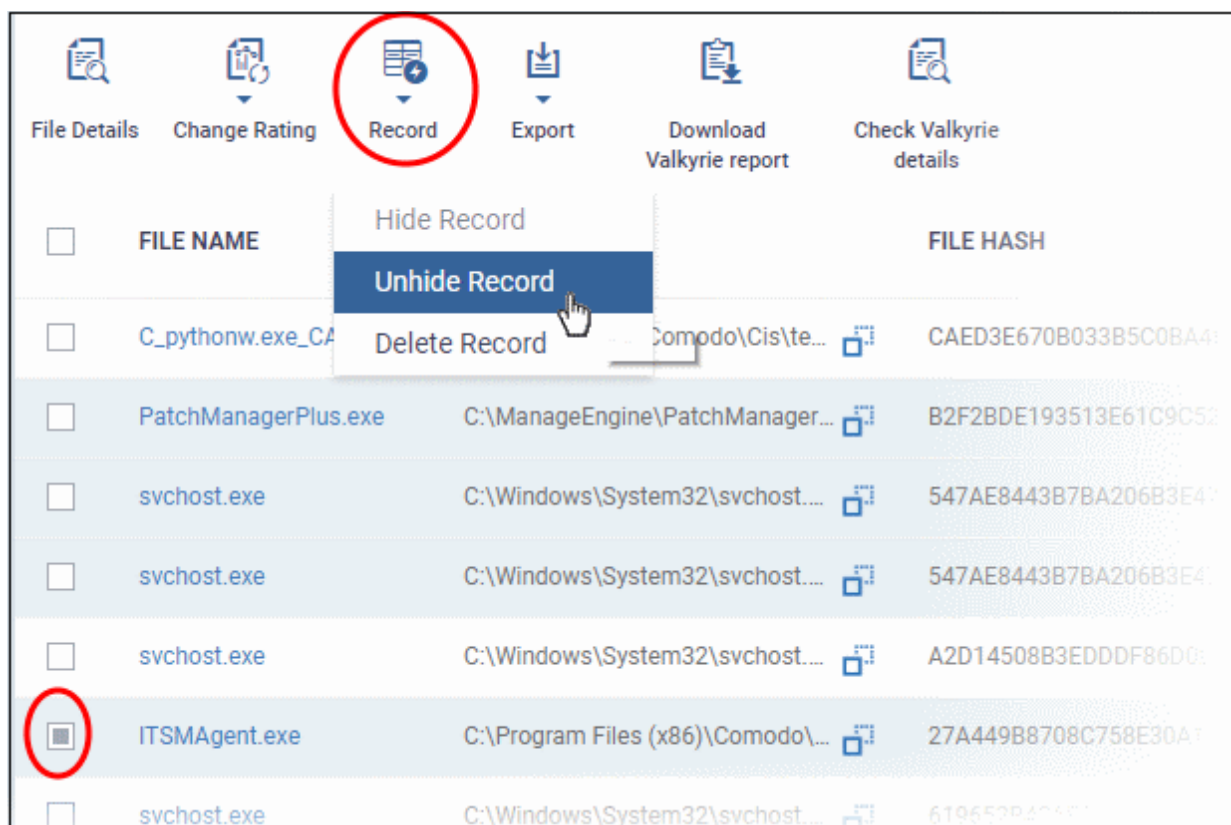 File Details Change Rating Record Export Download Check Valkyrie
Valkyrie report details
Hide Record
FILE NAME FILE HASH
Unhide Record
C_pythonw.exe_CA Comodo\Cis\te... CAED3E670B033B5C0BA4
Delete Record
PatchManagerPlus.exe C:\ManageEngine\PatchManager... B2F2BDE193513E61C9C52
svchost.exe C:\Windows\System32\svchost.... 547AE8443B7BA206B3E4
svchost.exe C:\Windows\System32\svchost.... 547AE8443B7BA206B3E4
svchost.exe C:\Windows\System32\svchost.... A2D14508B3EDDDF86D0
ITSMAgent.exe C:\Program Files (x86)\Comodo\... 27A449B8708C758E30A
svchost.exe C:\Windows\System32\svchost....